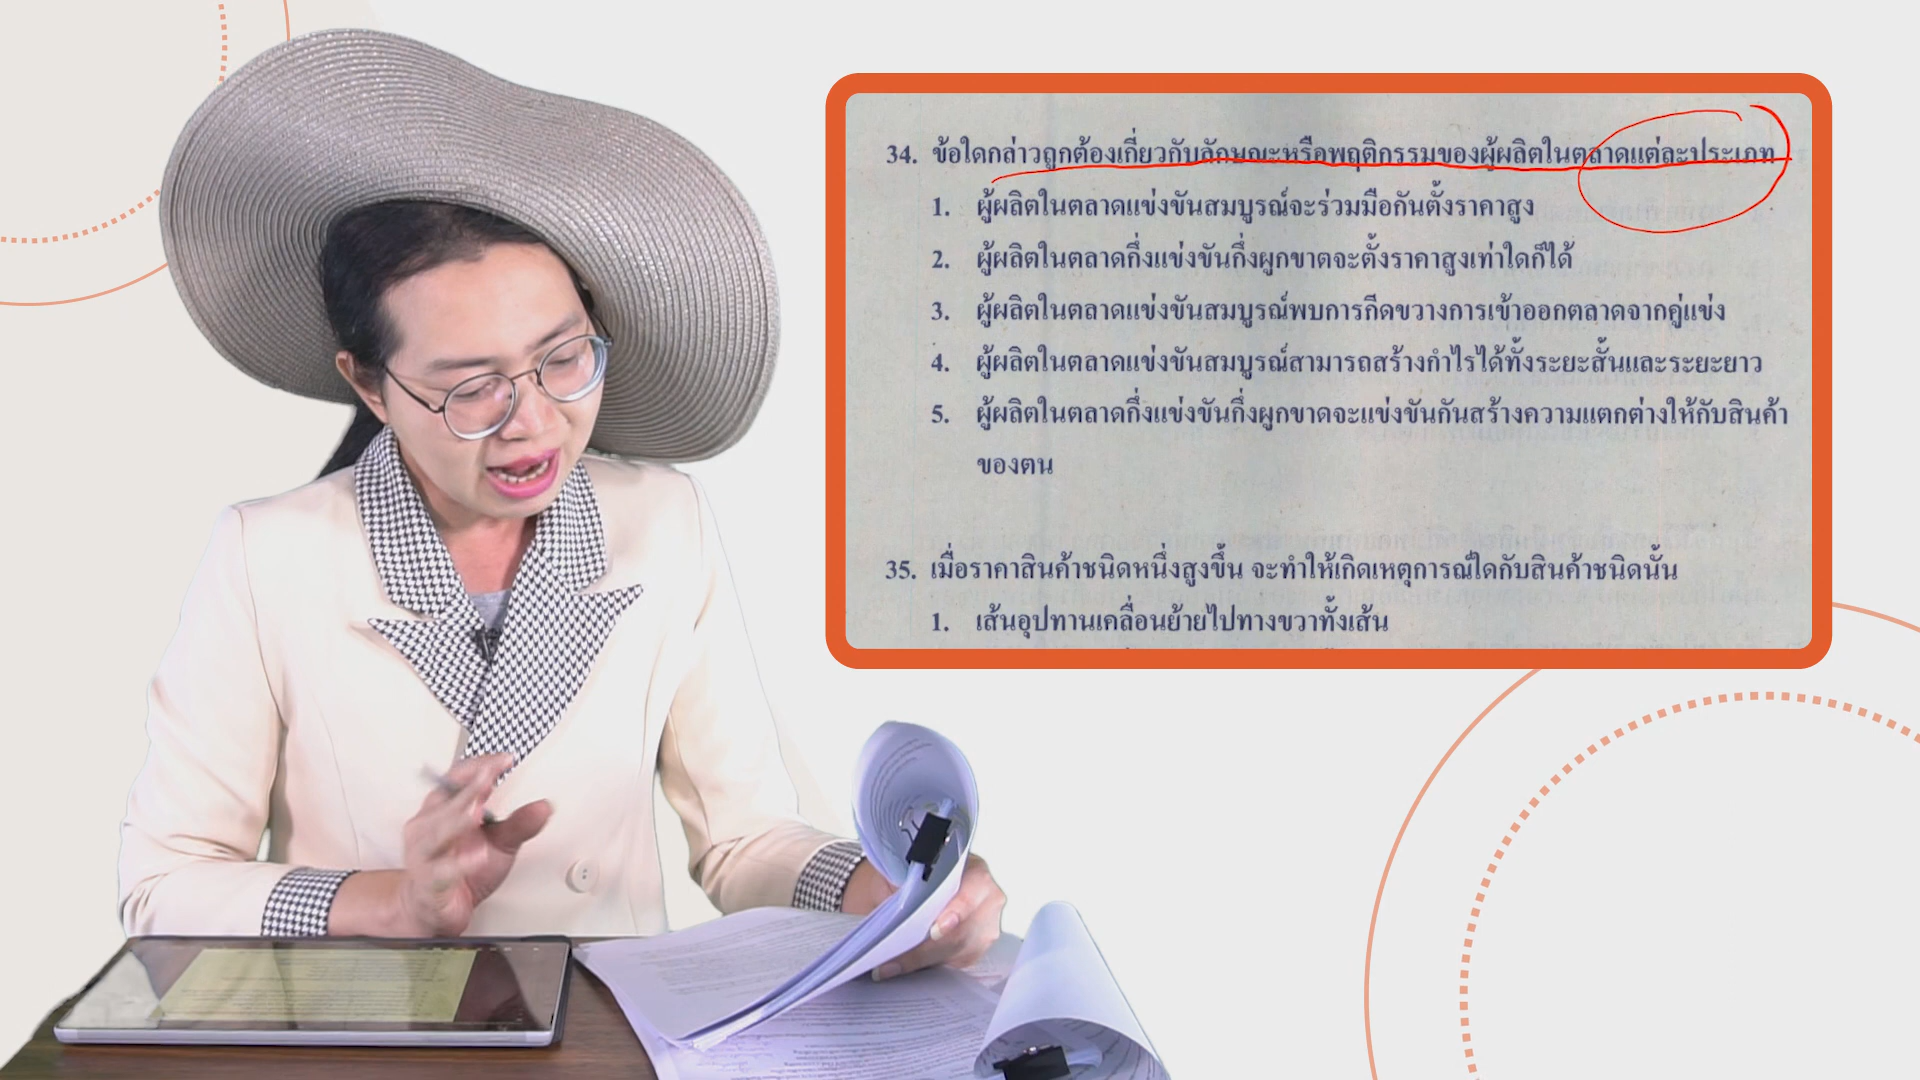 34. ข้อใดกล่าวถูกต้องเกี่ยวกับลักษณะหรือพฤติกรรมของผู้ผลิตในตลาดแต่ละประเภท
1. ผู้ผลิตในตลาดแข่งขันสมบูรณ์จะร่วมมือกันตั้งราคาสูง
2. ผู้ผลิตในตลาดกึ่งแข่งขันกึ่งผูกขาดจะตั้งราคาสูงเท่าใดก็ได้
3. ผู้ผลิตในตลาดแข่งขันสมบูรณ์พบการกีดขวางการเข้าออกตลาดจากคู่แข่ง
4. ผู้ผลิตในตลาดแข่งขันสมบูรณ์สามารถสร้างกำไรได้ทั้งระยะสั้นและระยะยาว
5. ผู้ผลิตในตลาดกึ่งแข่งขันกึ่งผูกขาดจะแข่งขันกันสร้างความแตกต่างให้กับสินค้า
ของตน
35. เมื่อราคาสินค้าชนิดหนึ่งสูงขึ้น จะทำให้เกิดเหตุการณ์ใดกับสินค้าชนิดนั้น
1. เส้นอุปทานเคลื่อนย้ายไปทางขวาทั้งเส้น